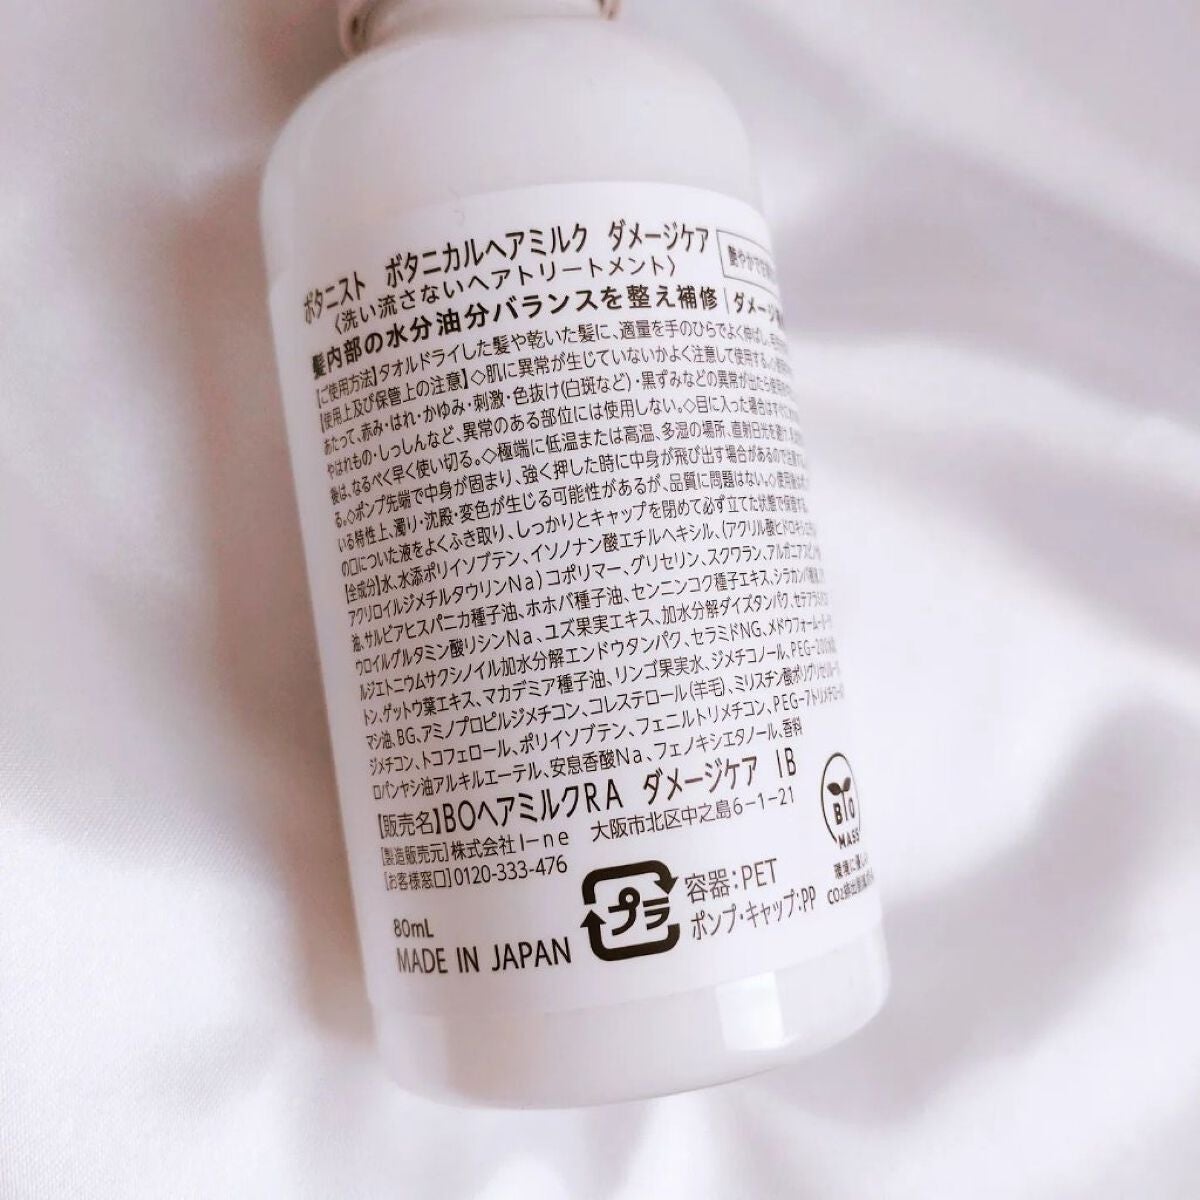 ボタニスト ボタニカルヘアミルク ダメージケア
〈洗い流さないヘアトリートメント〉
髪内部の水分油分バランスを整え補修 | ダメージ
【ご使用方法】タオルドライした髪や乾いた髪に、適量を手のひらでよく伸ばし、
【使用上及び保管上の注意】◇肌に異常が生じていないかよく注意して使用する。
あたって、赤み・はれ・かゆみ・刺激・色抜け(白斑など)・黒ずみなどの異常が出たら
やはれもの・しっしんなど、異常のある部位には使用しない。◇目に入った場合は
後は、なるべく早く使い切る。◇極端に低温または高温、多湿の場所、直射日光を避け、
る。◇ポンプ先端で中身が固まり、強く押した時に中身が飛び出す場合があるので注意
いる特性上、濁り・沈殿・変色が生じる可能性があるが、品質に問題はない。◇使用後は
の口についた液をよくふき取り、しっかりとキャップを閉めて必ず立てた状態で保管する。
【全成分】水、水添ポリイソブテン、イソノナン酸エチルヘキシル、(アクリル酸
アクリロイルジメチルタウリンNa)コポリマー、グリセリン、スクワラン、
油、サルビアヒスパニカ種子油、ホホバ種子油、センニンコク種子エキス、シラカンバ
ウロイルグルタミン酸リシンNa、ユズ果実エキス、加水分解ダイズタンパク、
ルジエトニウムサクシノイル加水分解エンドウタンパク、セラミドNG、メドウフォーム
トン、ゲットウ葉エキス、マカデミア種子油、リンゴ果実水、ジメチコノール、
マシ油、BG、アミノプロピルジメチコン、コレステロール(羊毛)、ミリスチン酸ポリグリセリル
ジメチコン、トコフェロール、ポリイソブテン、フェニルトリメチコン、
ロパンヤシ油アルキルエーテル、安息香酸Na、フェノキシエタノール、香料
【販売名】BOヘアミルクRA ダメージケア IB
[製造販売元]株式会社I-ne 大阪市北区中之島6-1-21
[お客様窓口]0120-333-476
80mL
MADE IN JAPAN
プラ
容器:PET
ポンプ・キャップ:PP
BIO
MASS